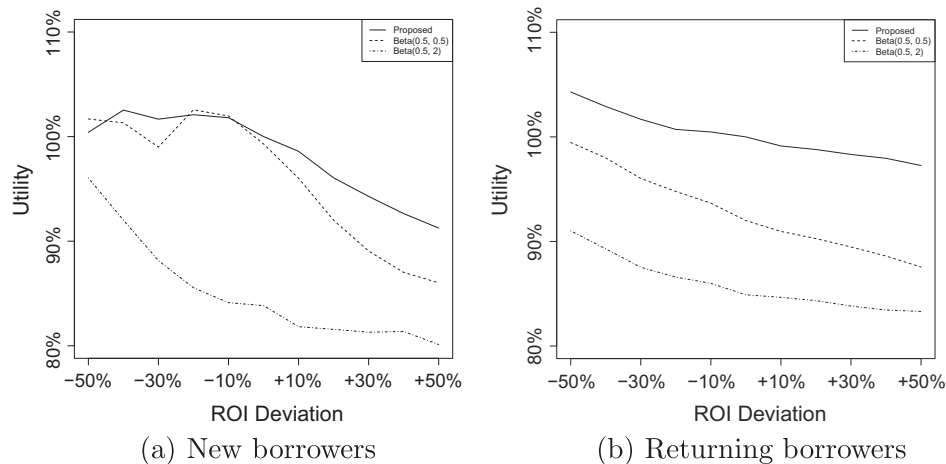 Proposed
Beta(0.5, 0.5)
Beta(0.5, 2)
110%
100%
90%
80%
Utility
−50%
−30%
−10%
+10%
+30%
+50%
ROI Deviation
(a) New borrowers
Proposed
Beta(0.5, 0.5)
Beta(0.5, 2)
110%
100%
90%
80%
Utility
−50%
−30%
−10%
+10%
+30%
+50%
ROI Deviation
(b) Returning borrowers